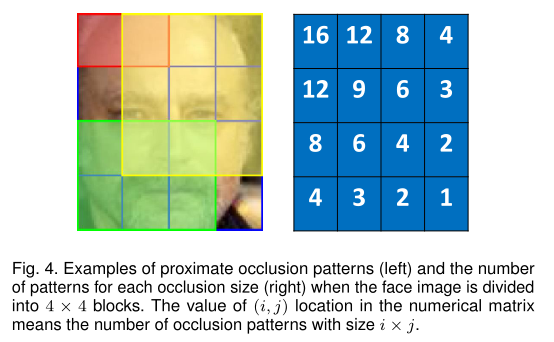 16 12 8 4
12 9 6 3
8 6 4 2
4 3 2 1
Fig. 4. Examples of proximate occlusion patterns (left) and the number
of patterns for each occlusion size (right) when the face image is divided
into 4 × 4 blocks. The value of (i, j) location in the numerical matrix
means the number of occlusion patterns with size i × j.